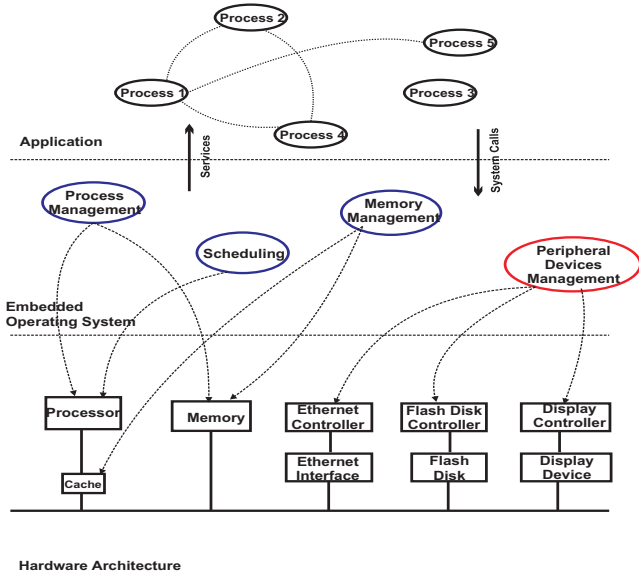 Process 2
Process 5
Process 1
Process 3
Process 4
Application
Services
System Calls
Process
Management
Memory
Management
Scheduling
Peripheral
Devices
Management
Embedded
Operating System
Processor
Memory
Ethernet
Controller
Flash Disk
Controller
Display
Controller
Cache
Ethernet
Interface
Flash
Disk
Display
Device
Hardware Architecture